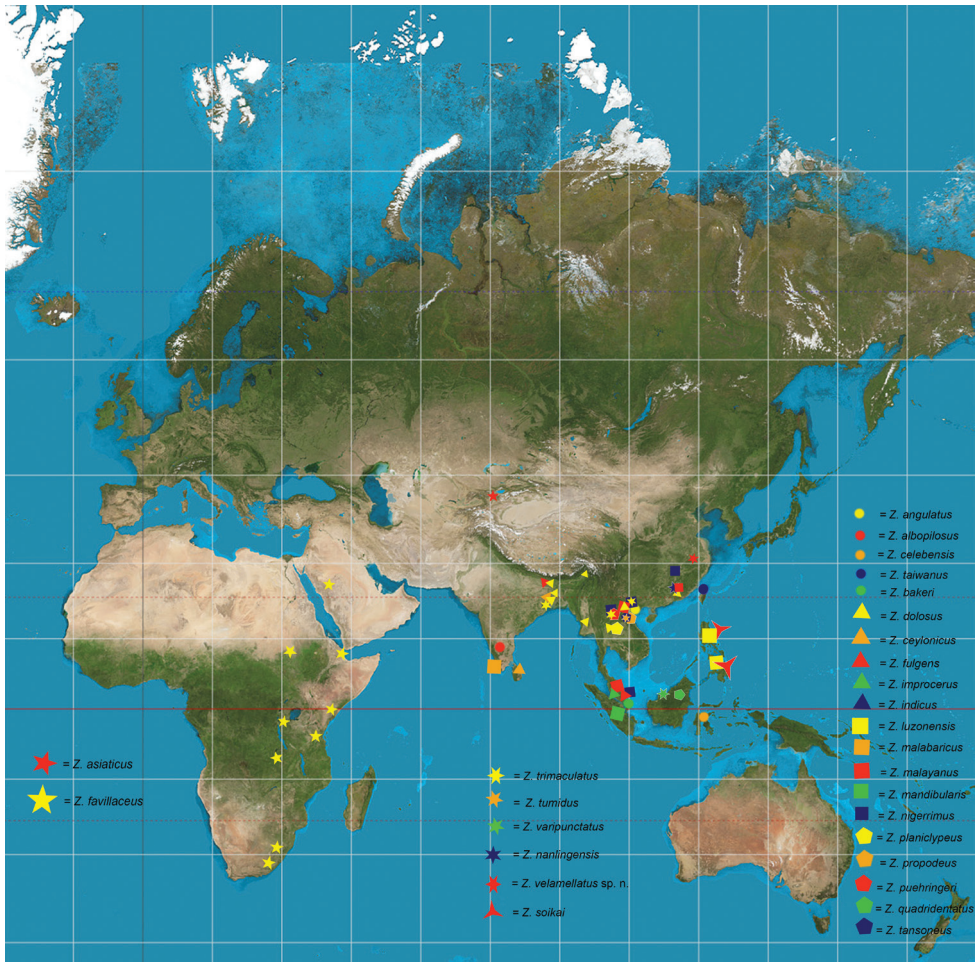 = Z. asiaticus
= Z. favillaceus
= Z. trimaculatus
= Z. tumidus
= Z. vanpunctatus
= Z. nanlingensis
= Z. velamellatus sp. n.
= Z. soikai
= Z. angulatus
= Z. albopilosus
= Z. celebensis
= Z. taiwanus
= Z. bakeri
= Z. dolosus
= Z. ceylonicus
= Z. fulgens
= Z. improcerus
= Z. indicus
= Z. luzonensis
= Z. malabaricus
= Z. malayanus
= Z. mandibularis
= Z. nigerrimus
= Z. planiclypeus
= Z. propodeus
= Z. puehringeri
= Z. quadridentatus
= Z. tansoneus